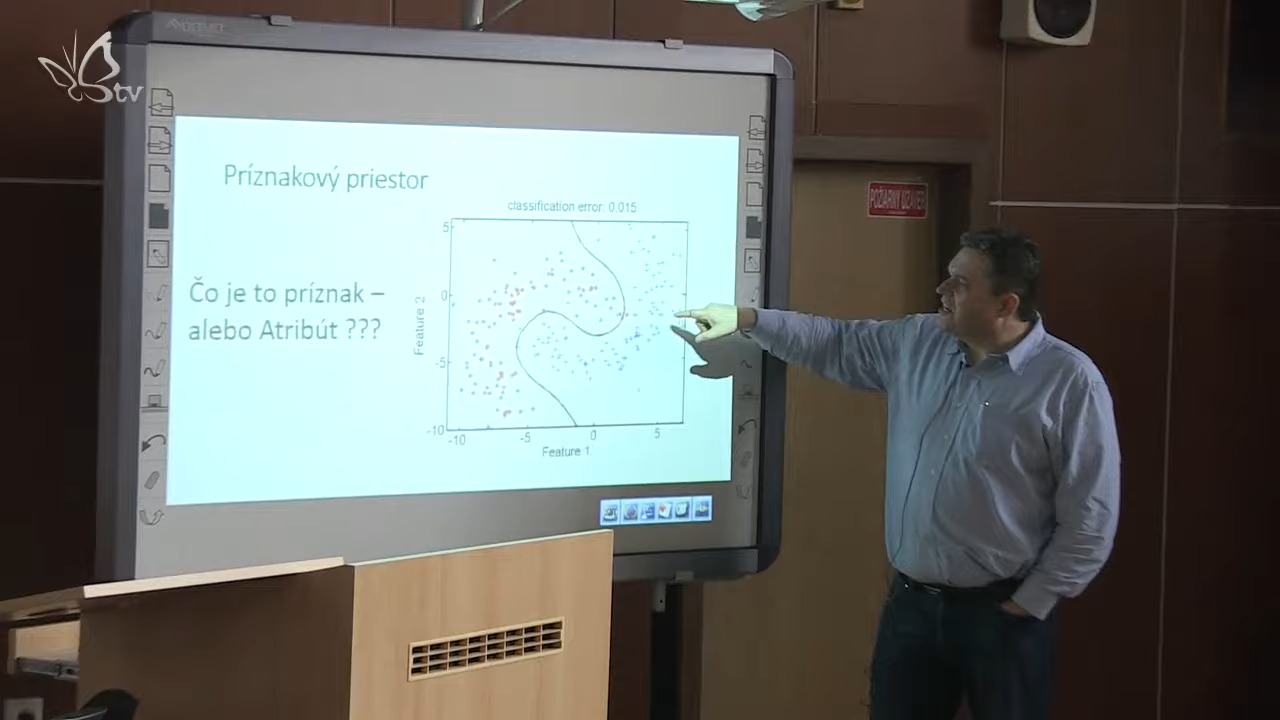 tv
Príznakový priestor
Čo je to príznak –
alebo Atribút ???
classification error: 0.015
5
0
-5
-10
Feature 2
-10 -5 0 5
Feature 1
POŽIARNY UZÁVER